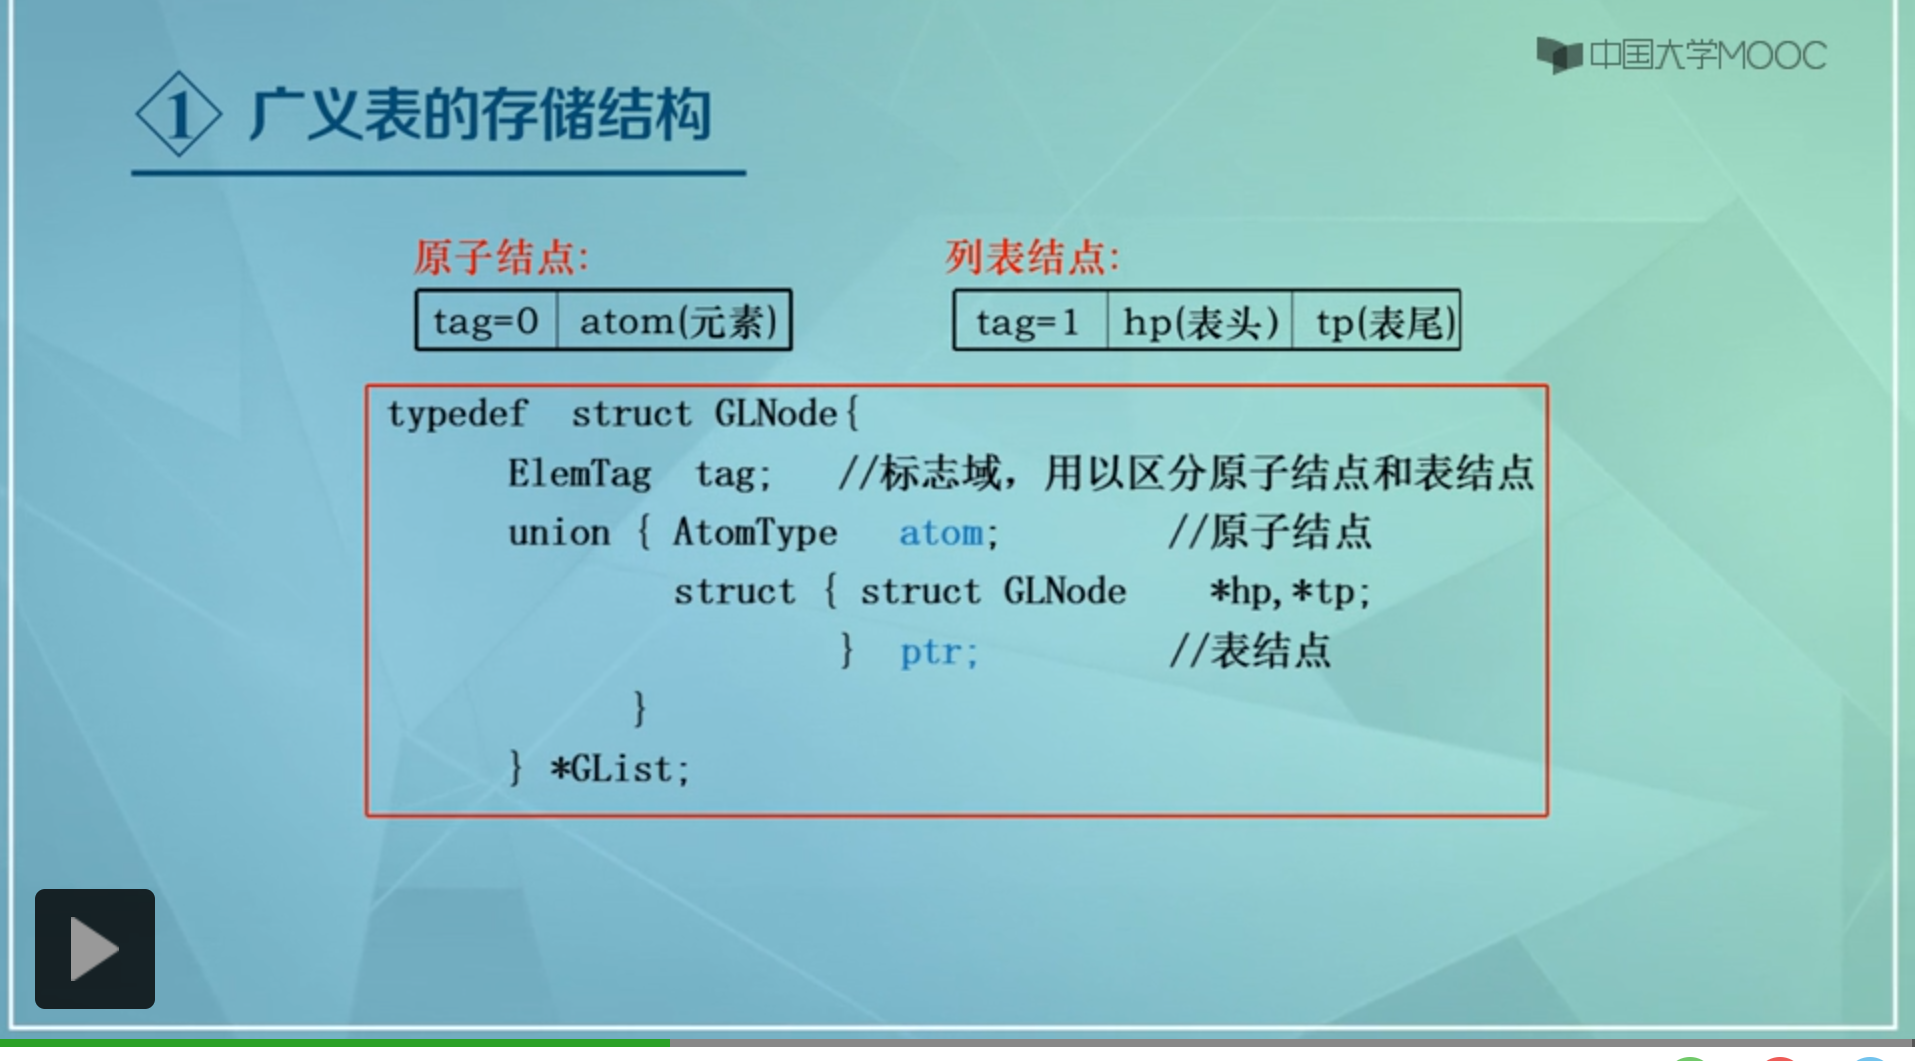 中国大学MOOC
1 广义表的存储结构
原子结点: 列表结点:
tag=0 atom(元素) tag=1 hp(表头) tp(表尾)
typedef struct GLNode{
ElemTag tag; //标志域，用以区分原子结点和表结点
union { AtomType atom; //原子结点
struct { struct GLNode *hp,*tp;
} ptr; //表结点
}
} *GList;